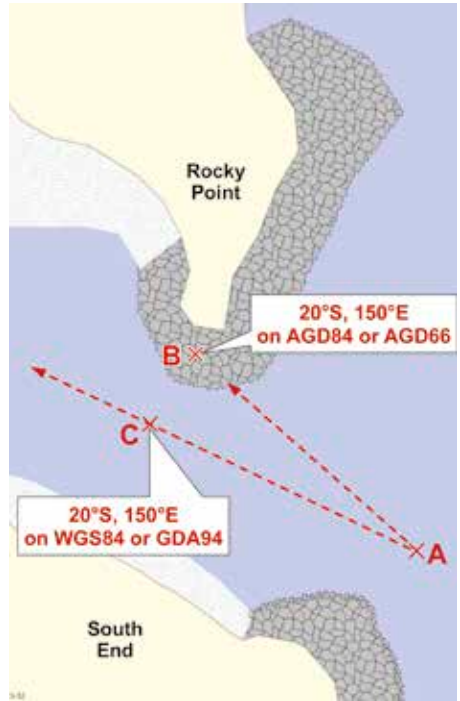 Rocky
Point
20°S, 150°E
on AGD84 or AGD66
B
C
20°S, 150°E
on WGS84 or GDA94
A
South
End